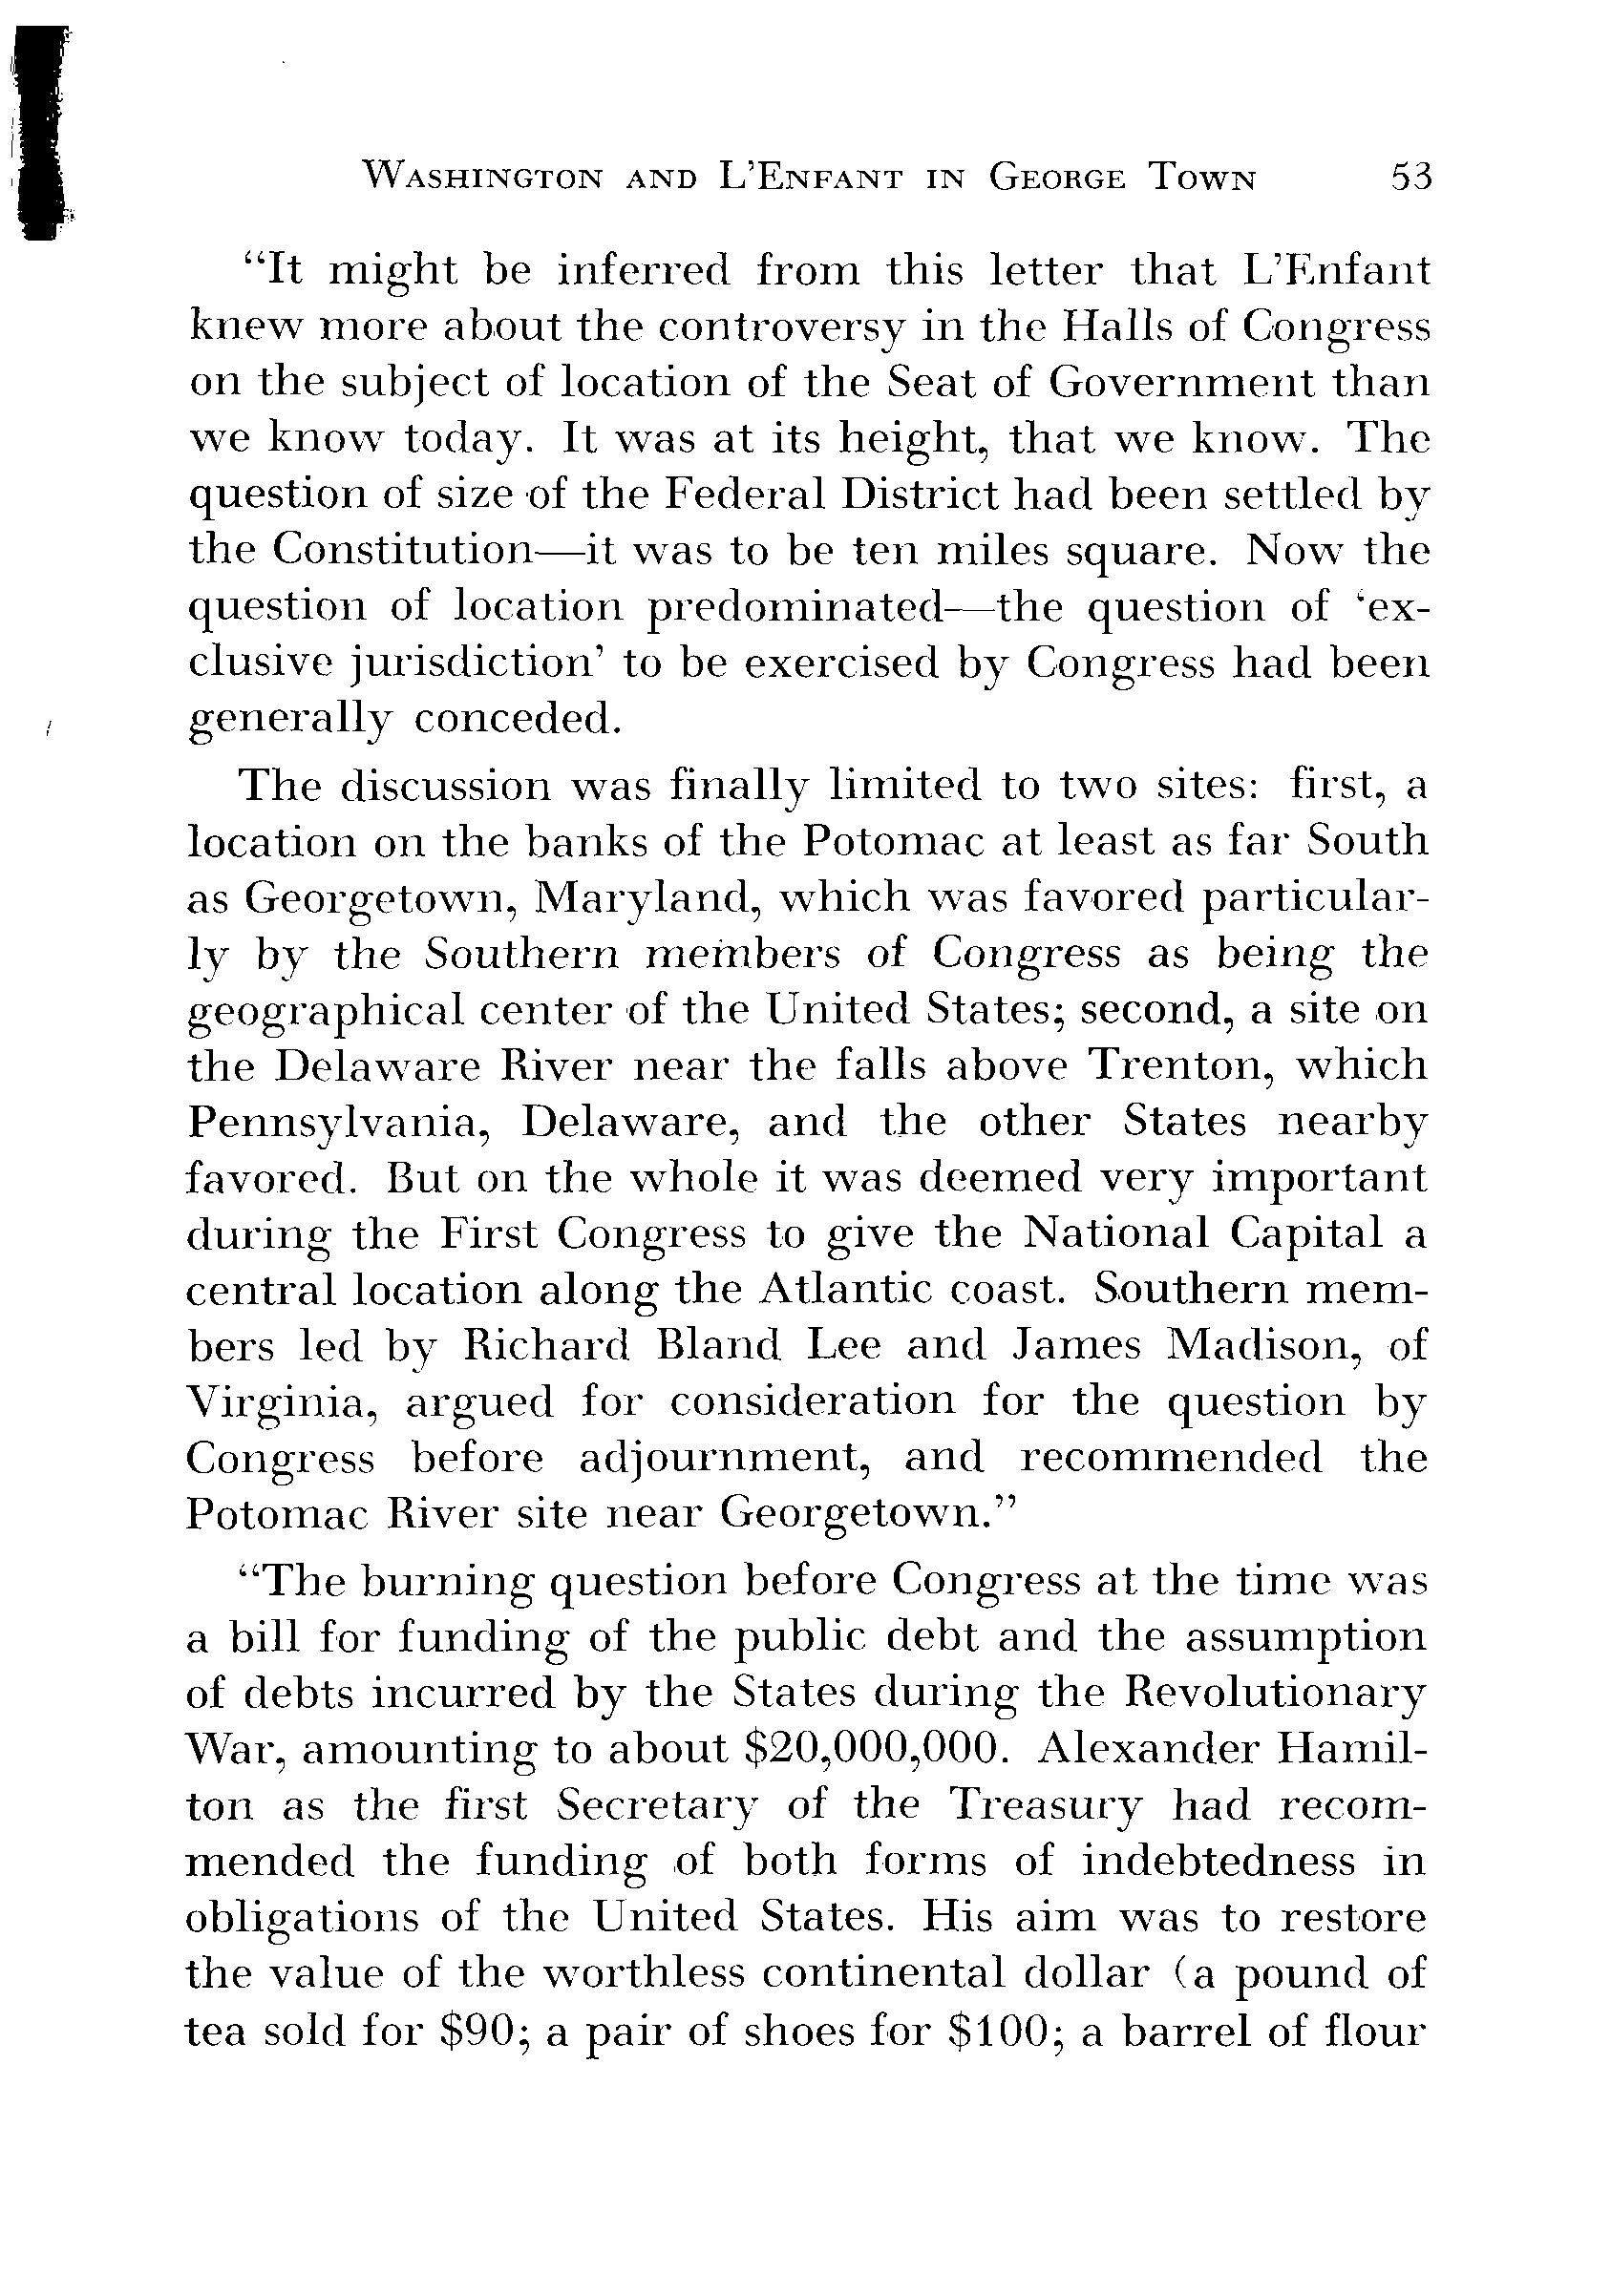 WASHINGTON AND L'ENFANT IN GEORGE TOWN 53
“It might be inferred from this letter that L'Enfant
knew more about the controversy in the Halls of Congress
on the subject of location of the Seat of Government than
we know today. It was at its height, that we know. The
question of size of the Federal District had been settled by
the Constitution—it was to be ten miles square. Now the
question of location predominated—the question of ‘ex-
clusive jurisdiction’ to be exercised by Congress had been
generally conceded.
The discussion was finally limited to two sites: first, a
location on the banks of the Potomac at least as far South
as Georgetown, Maryland, which was favored particular-
ly by the Southern members of Congress as being the
geographical center of the United States; second, a site on
the Delaware River near the falls above Trenton, which
Pennsylvania, Delaware, and the other States nearby
favored. But on the whole it was deemed very important
during the First Congress to give the National Capital a
central location along the Atlantic coast. Southern mem-
bers led by Richard Bland Lee and James Madison, of
Virginia, argued for consideration for the question by
Congress before adjournment, and recommended the
Potomac River site near Georgetown.”
“The burning question before Congress at the time was
a bill for funding of the public debt and the assumption
of debts incurred by the States during the Revolutionary
War, amounting to about $20,000,000. Alexander Hamil-
ton as the first Secretary of the Treasury had recom-
mended the funding of both forms of indebtedness in
obligations of the United States. His aim was to restore
the value of the worthless continental dollar (a pound of
tea sold for $90; a pair of shoes for $100; a barrel of flour